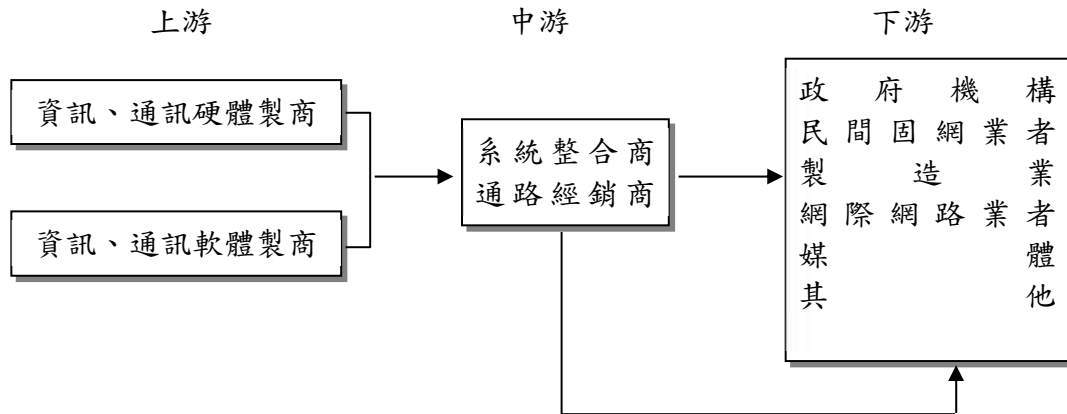 上游
中游
下游
資訊、通訊硬體製商
資訊、通訊軟體製商
系統整合商
通路經銷商
政府機構
民間固網業者
製造業
網際網路業者
媒體
其他